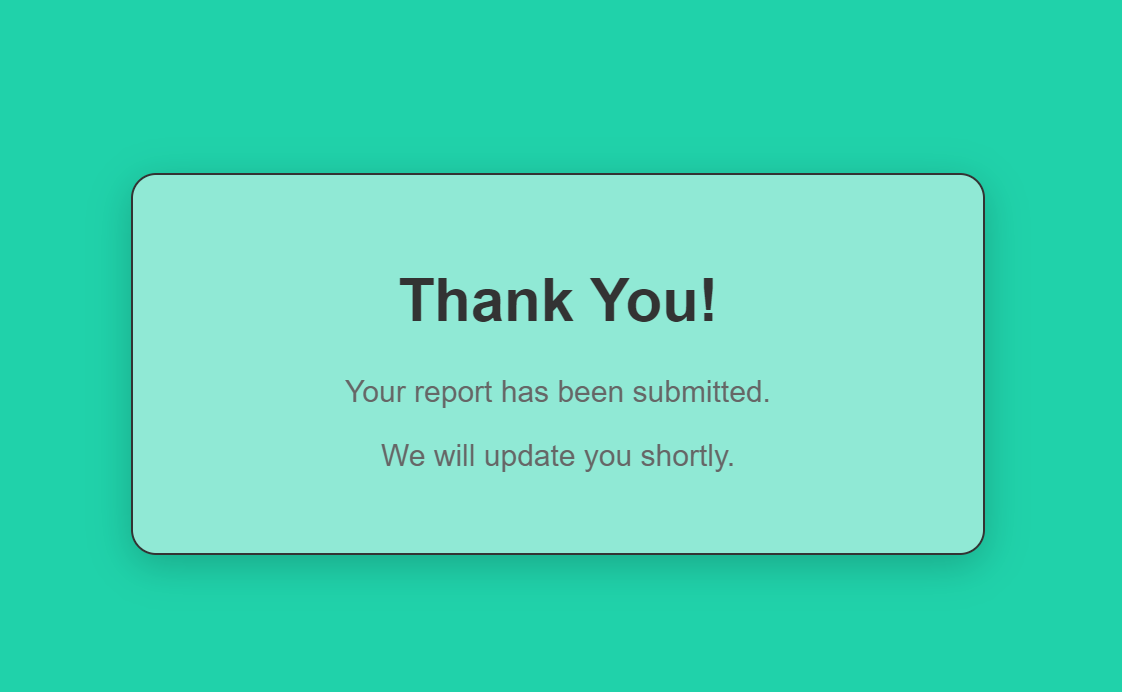 Thank You!
Your report has been submitted.
We will update you shortly.